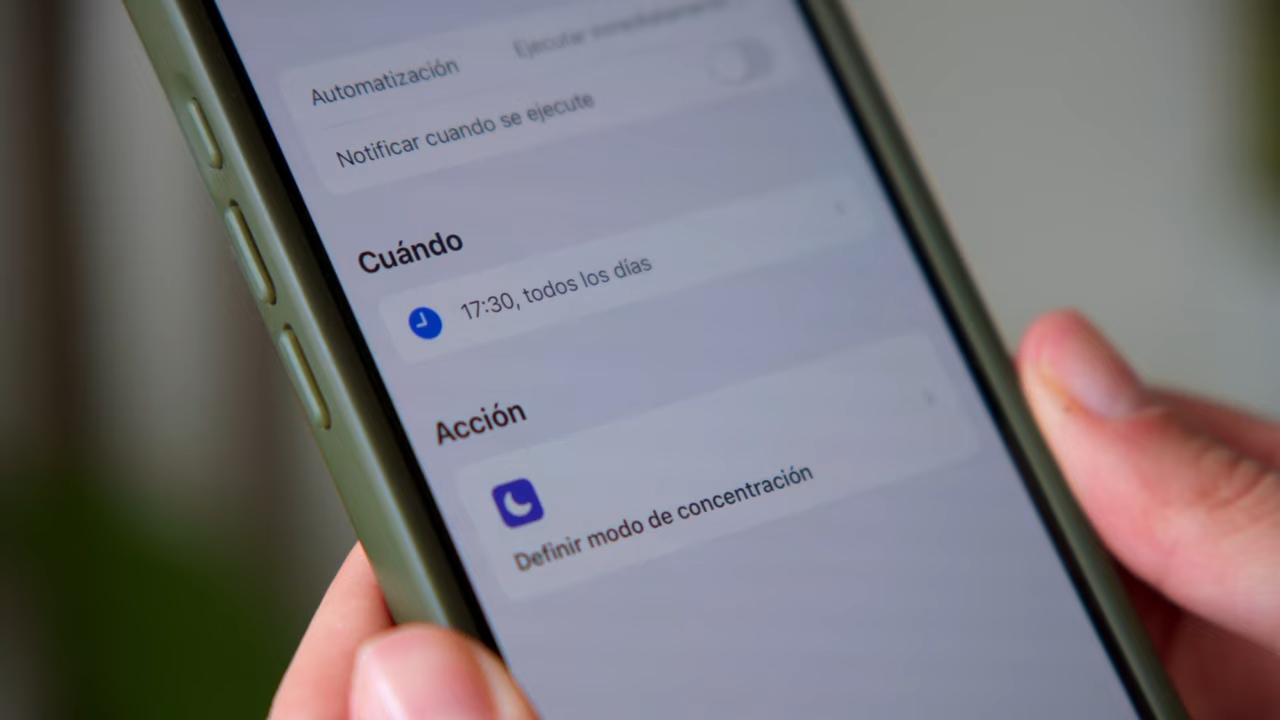 Automatización
Ejecutar inmediatamente
Notificar cuando se ejecute
Cuándo
17:30, todos los días
Acción
Definir modo de concentración